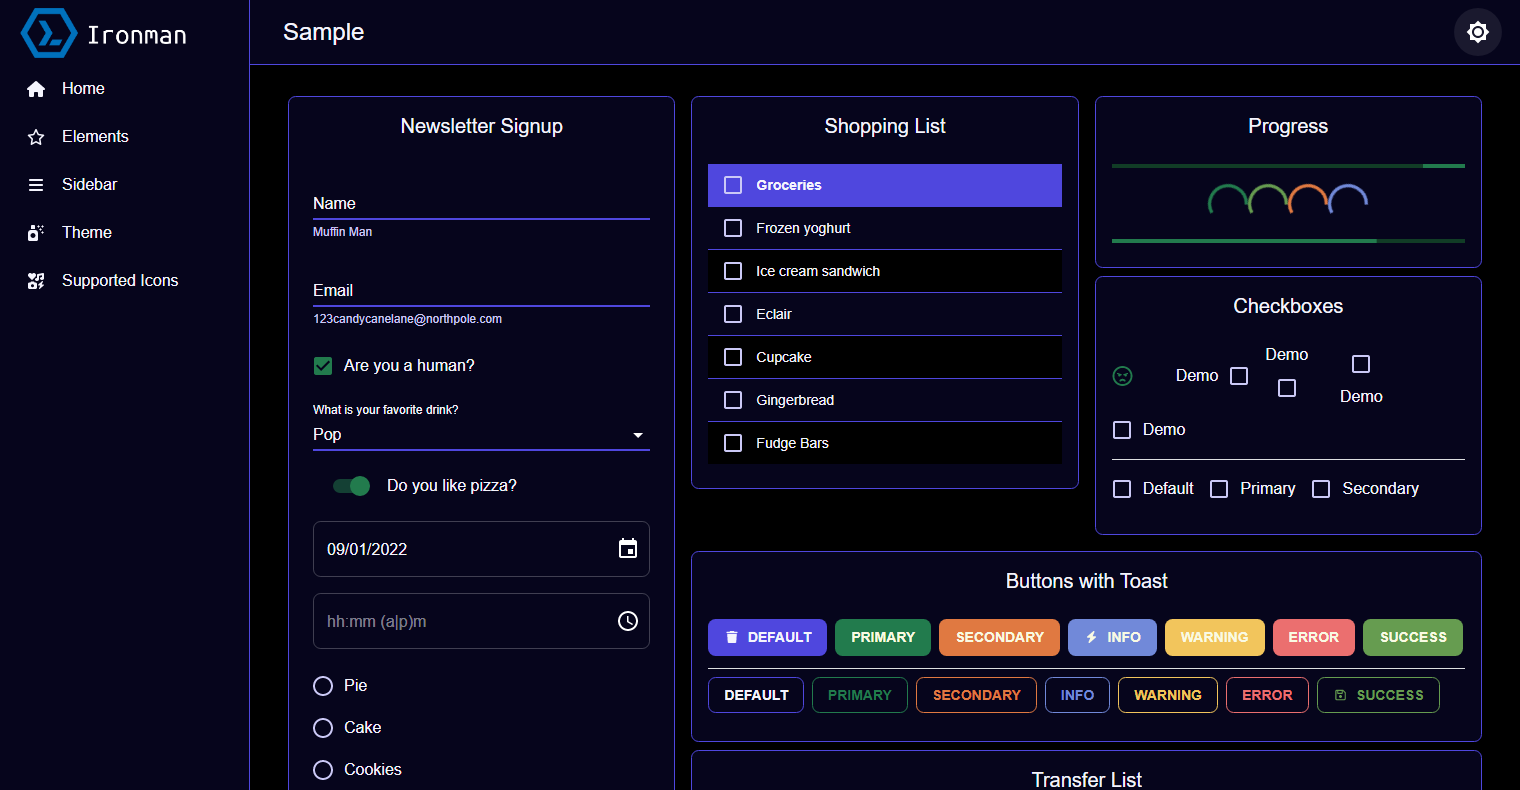 Ironman
Home
Elements
Sidebar
Theme
Supported Icons
Sample
Newsletter Signup
Name
Muffin Man
Email
123candycanelane@northpole.com
Are you a human?
What is your favorite drink?
Pop
Do you like pizza?
09/01/2022
hh:mm (a|p)m
Pie
Cake
Cookies
Shopping List
Groceries
Frozen yoghurt
Ice cream sandwich
Eclair
Cupcake
Gingerbread
Fudge Bars
Progress
Checkboxes
Demo
Demo
Demo
Demo
Default Primary Secondary
Buttons with Toast
DEFAULT PRIMARY SECONDARY INFO WARNING ERROR SUCCESS
DEFAULT PRIMARY SECONDARY INFO WARNING ERROR SUCCESS
Transfer List